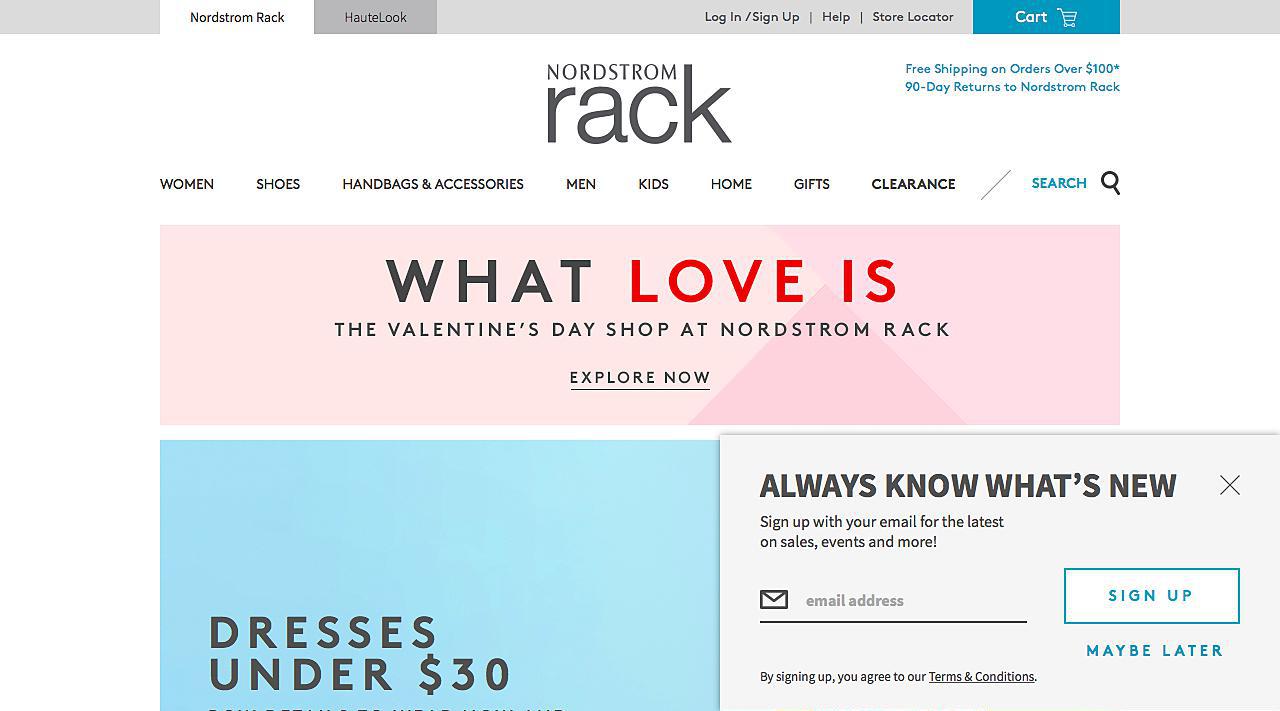 Nordstrom Rack
HauteLook
Log In / Sign Up | Help | Store Locator
Cart
NORDSTROM
rack
Free Shipping on Orders Over $100*
90-Day Returns to Nordstrom Rack
WOMEN SHOES HANDBAGS & ACCESSORIES MEN KIDS HOME GIFTS CLEARANCE SEARCH
WHAT LOVE IS
THE VALENTINE'S DAY SHOP AT NORDSTROM RACK
EXPLORE NOW
DRESSES
UNDER $30
ALWAYS KNOW WHAT'S NEW
Sign up with your email for the latest
on sales, events and more!
email address
SIGN UP
MAYBE LATER
By signing up, you agree to our Terms & Conditions.